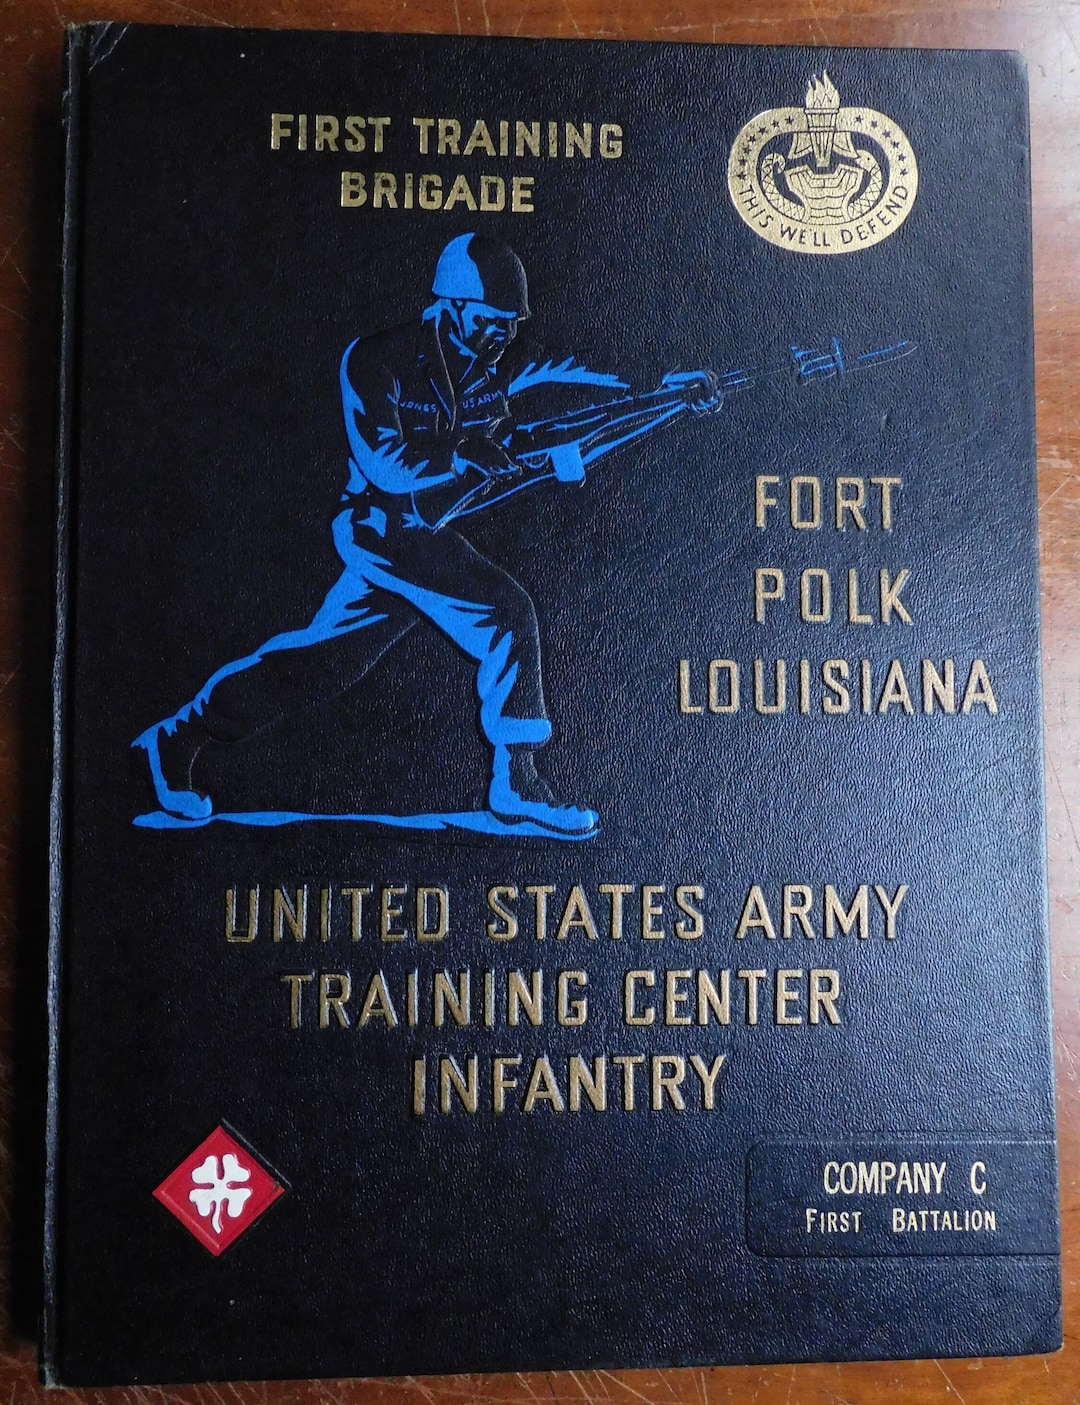 FIRST TRAINING
BRIGADE
THIS WE'LL DEFEND
JONES US ARMY
FORT
POLK
LOUISIANA
UNITED STATES ARMY
TRAINING CENTER
INFANTRY
COMPANY C
FIRST BATTALION